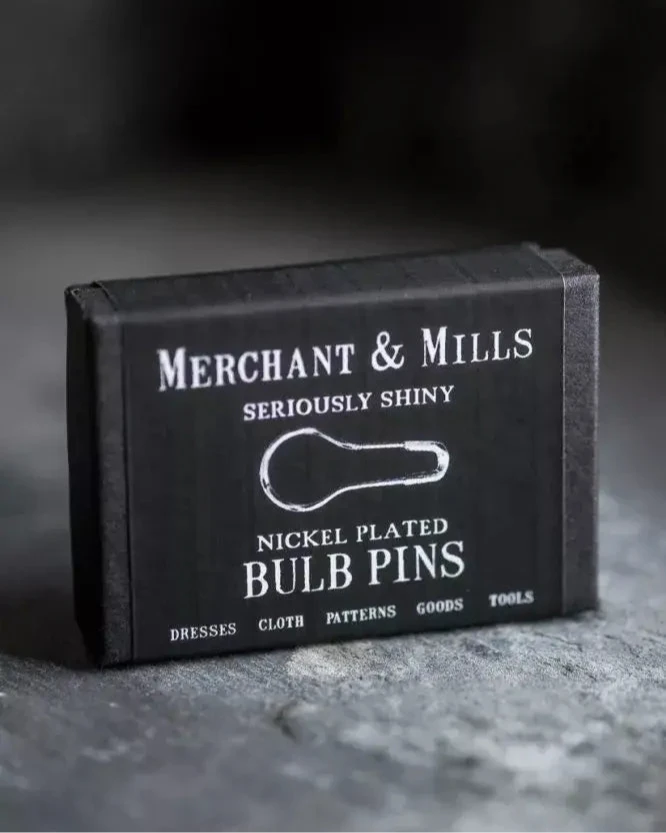 MERCHANT & MILLS
SERIOUSLY SHINY
NICKEL PLATED
BULB PINS
DRESSES CLOTH PATTERNS GOODS TOOLS